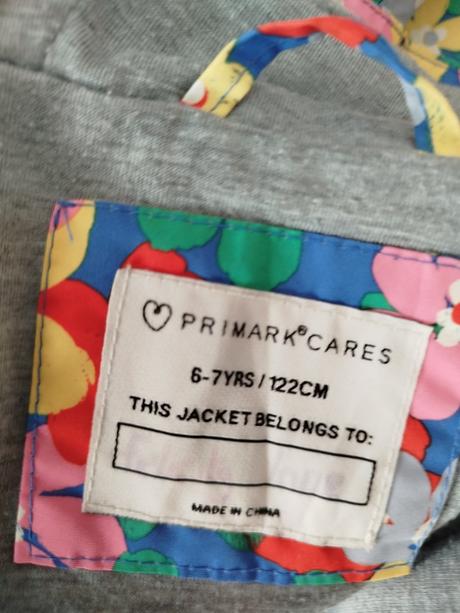 PRIMARK® CARES
6-7YRS / 122CM
THIS JACKET BELONGS TO:
MADE IN CHINA